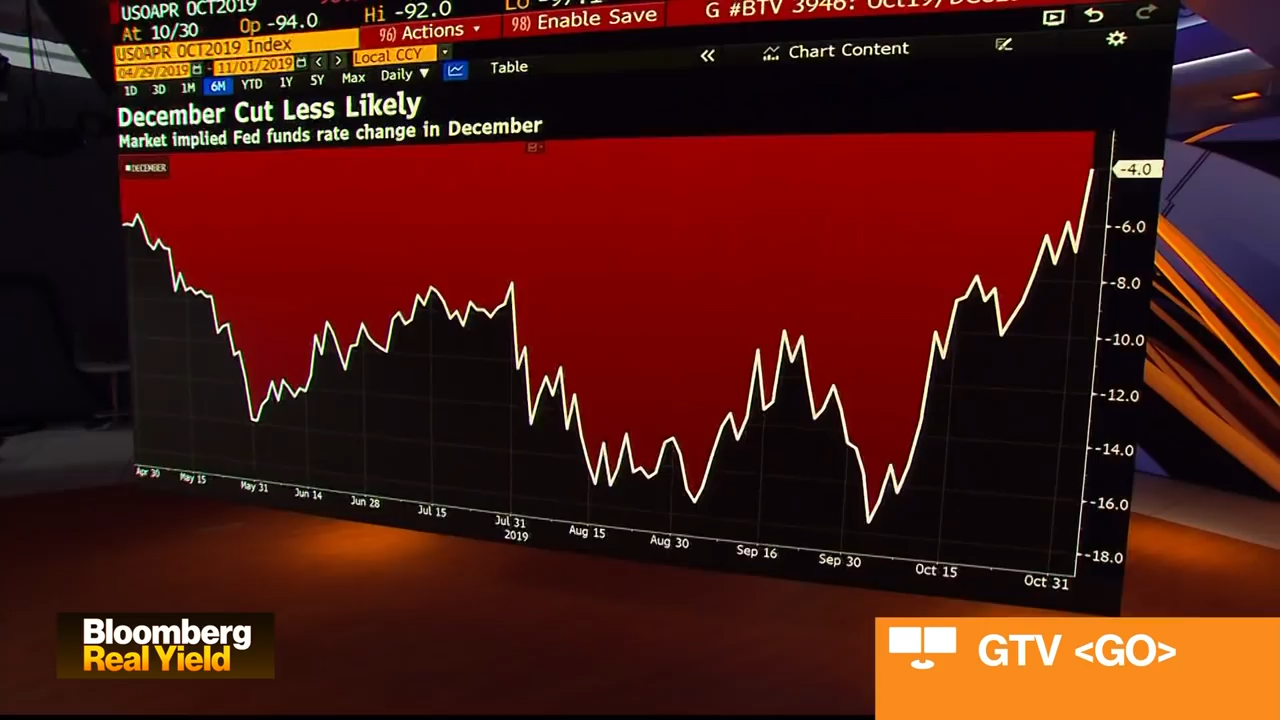 USOAPR OCT2019
At 10/30 Op -94.0 Hi -92.0
G #BTV 3948:
USOAPR OCT2019 Index
96) Actions
98) Enable Save
04/29/2019 - 11/01/2019
Local CCY
1D 3D 1M 6M YTD 1Y 5Y Max Daily ▼ Table
« Chart Content
December Cut Less Likely
Market implied Fed funds rate change in December
DECEMBER
-4.0
-6.0
-8.0
-10.0
-12.0
-14.0
-16.0
-18.0
Apr 30 May 15 May 31 Jun 14 Jun 28 Jul 15 Jul 31 Aug 15 Aug 30 Sep 16 Sep 30 Oct 15 Oct 31
2019
Bloomberg
Real Yield
GTV <GO>